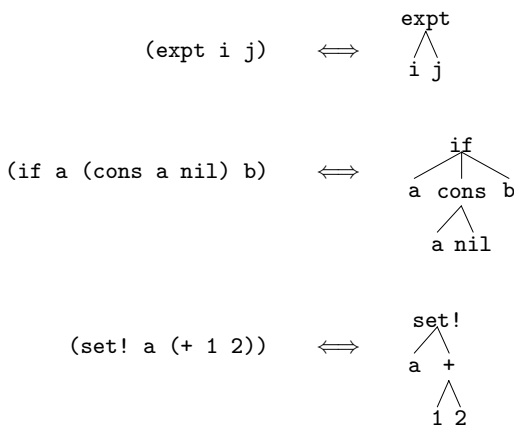 expt
(expt i j) ⟺
i j
if
(if a (cons a nil) b) ⟺
a cons b
a nil
set!
(set! a (+ 1 2)) ⟺
a +
1 2